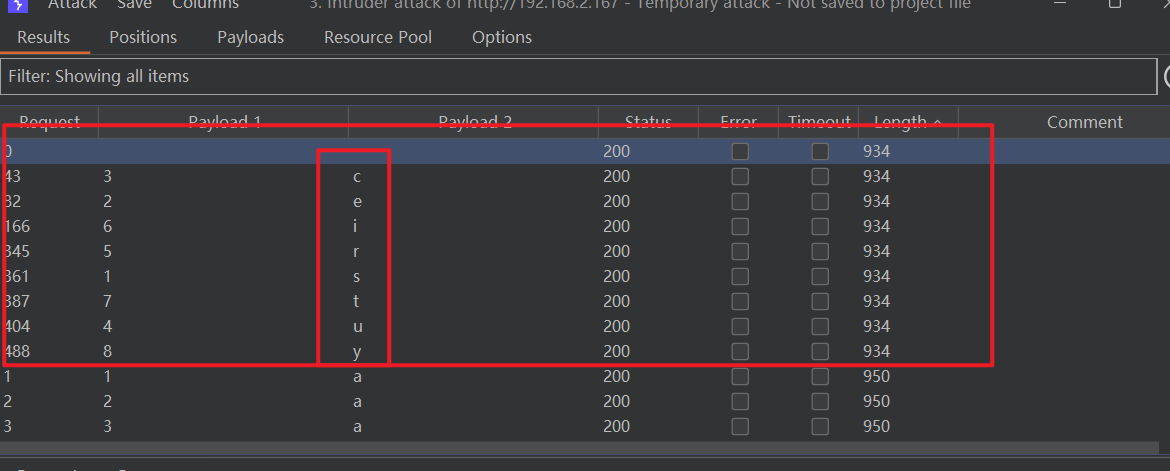 Attack Save Columns 3. Intruder attack of http://192.168.2.167 - Temporary attack - Not saved to project file
Results Positions Payloads Resource Pool Options
Filter: Showing all items
Request Payload 1 Payload 2 Status Error Timeout Length Comment
0 200 934
43 3 c 200 934
82 2 e 200 934
166 6 i 200 934
345 5 r 200 934
361 1 s 200 934
387 7 t 200 934
404 4 u 200 934
488 8 y 200 934
1 1 a 200 950
2 2 a 200 950
3 3 a 200 950